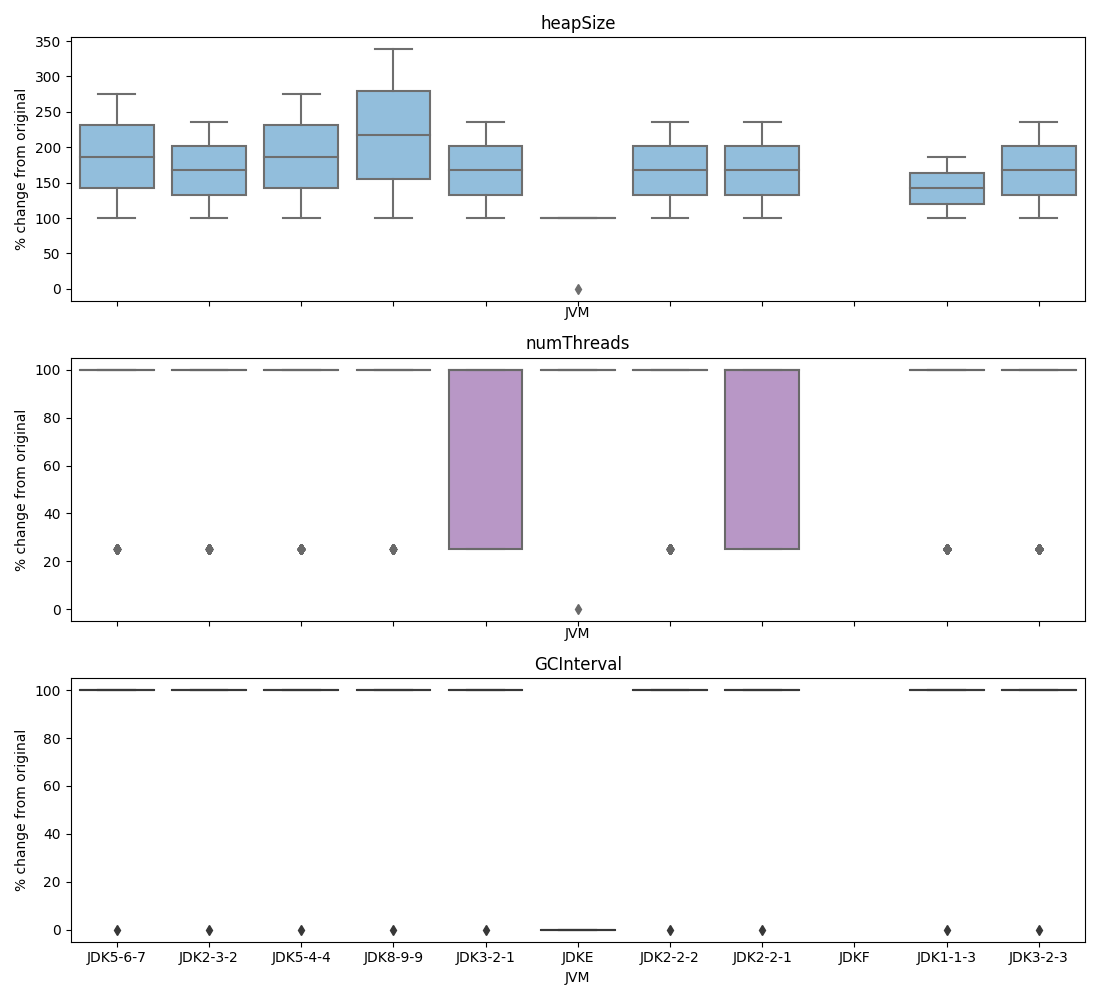 heapSize
% change from original
350
300
250
200
150
100
50
0
JVM
numThreads
% change from original
100
80
60
40
20
0
JVM
GCInterval
% change from original
100
80
60
40
20
0
JDK5-6-7 JDK2-3-2 JDK5-4-4 JDK8-9-9 JDK3-2-1 JDKE JDK2-2-2 JDK2-2-1 JDKF JDK1-1-3 JDK3-2-3
JVM